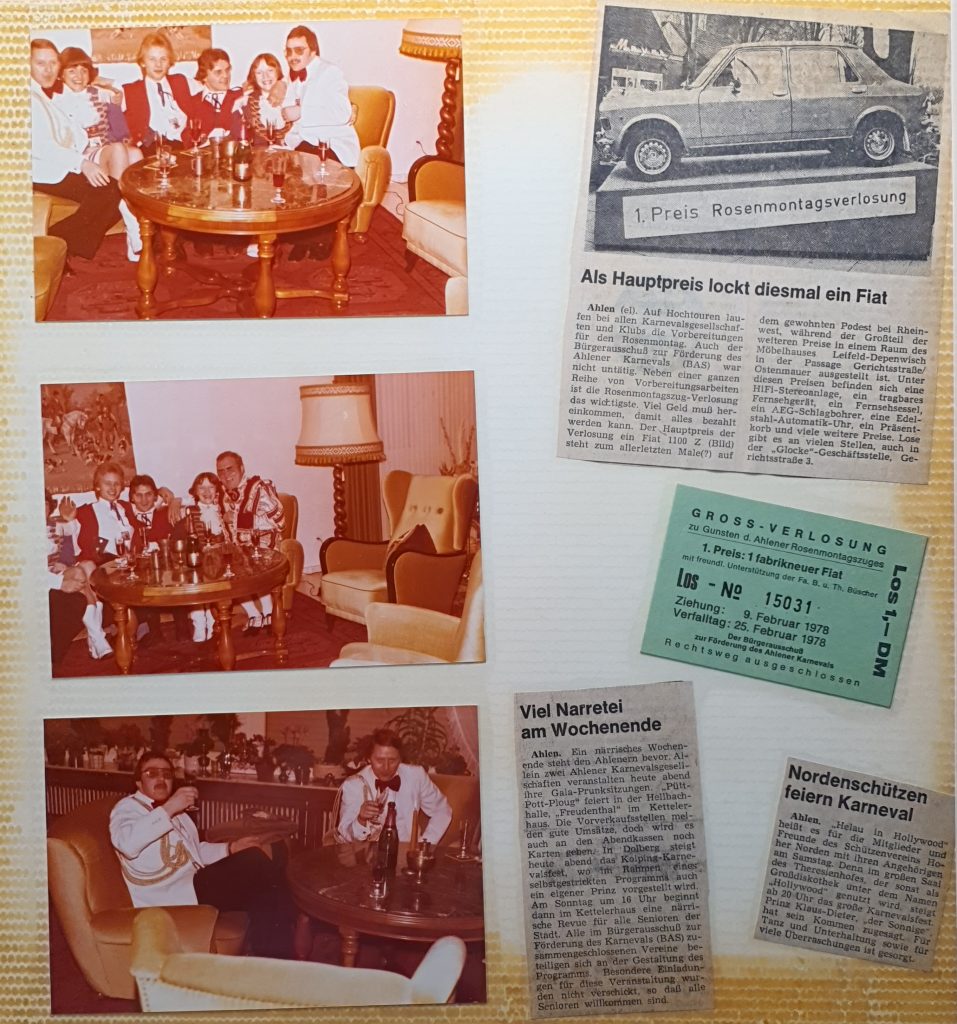 1. Preis Rosenmontagsverlosung
Als Hauptpreis lockt diesmal ein Fiat
Ahlen (ei). Auf Hochtouren lau-
fen bei allen Karnevalsgesellschaf-
ten und Klubs die Vorbereitungen
für den Rosenmontag. Auch der
Bürgerausschuß zur Förderung des
Ahlener Karnevals (BAS) war
nicht untätig. Neben einer ganzen
Reihe von Vorbereitungsarbeiten
ist die Rosenmontagszug-Verlosung
das wichtigste. Viel Geld muß her-
einkommen, damit alles bezahlt
werden kann. Der Hauptpreis der
Verlosung ein Fiat 1100 Z (Bild)
steht zum allerletzten Male(?) auf
dem gewohnten Podest bei Rhein-
west, während der Großteil der
weiteren Preise in einem Raum des
Möbelhauses Leifeld-Depenwisch
in der Passage Gerichtsstraße/
Ostenmauer ausgestellt ist. Unter
diesen Preisen befinden sich eine
HiFi-Stereoanlage, ein tragbares
Fernsehgerät, ein Fernsehsessel,
ein AEG-Schlagbohrer, eine Edel-
stahl-Automatik-Uhr, ein Präsent-
korb und viele weitere Preise. Lose
gibt es an vielen Stellen, auch in
der „Glocke“-Geschäftsstelle, Ge-
richtsstraße 3.
GROSS-VERLOSUNG
zu Gunsten d. Ahlener Rosenmontagszuges
1. Preis: 1 fabrikneuer Fiat
mit freundl. Unterstützung der Fa. B. u. Th. Büscher
Los - No 15031
Ziehung: 9. Februar 1978
Verfalltag: 25. Februar 1978
Der Bürgerausschuß
zur Förderung des Ahlener Karnevals
Rechtsweg ausgeschlossen
Los 1,— DM
Viel Narretei
am Wochenende
Ahlen. Ein närrisches Wochen-
ende steht den Ahlenern bevor. Al-
lein zwei Ahlener Karnevalsgesell-
schaften veranstalten heute abend
ihre Gala-Prunksitzungen. „Pütt-
Pott-Ploug“ feiert in der Hellbach-
halle, „Freudenthal“ im Ketteler-
haus. Die Vorverkaufsstellen mel-
den gute Umsätze, doch wird es
auch an den Abendkassen noch
Karten geben. In Dolberg steigt
heute abend das Kolping-Karne-
valsfest, wo im Rahmen eines
selbstgestrickten Programms auch
ein eigener Prinz vorgestellt wird.
Am Sonntag um 16 Uhr beginnt
dann im Kettelerhaus eine närri-
sche Revue für alle Senioren der
Stadt. Alle im Bürgerausschuß zur
Förderung des Karnevals (BAS) zu-
sammengeschlossenen Vereine be-
teiligen sich an der Gestaltung des
Programms. Besondere Einladun-
gen für diese Veranstaltung wur-
den nicht verschickt, so daß alle
Senioren willkommen sind.
Nordenschützen
feiern Karneval
Ahlen. „Helau in Hollywood“
heißt es für die Mitglieder und
Freunde des Schützenvereins Ho-
her Norden mit ihren Angehörigen
am Samstag. Denn im großen Saal
des Theresienhofes, der sonst als
Großdiskothek unter dem Namen
„Hollywood“ genutzt wird, steigt
ab 20 Uhr das große Karnevalsfest.
Prinz Klaus-Dieter, „der Sonnige“
hat sein Kommen zugesagt. Für
Tanz und Unterhaltung sowie für
viele Überraschungen ist gesorgt.